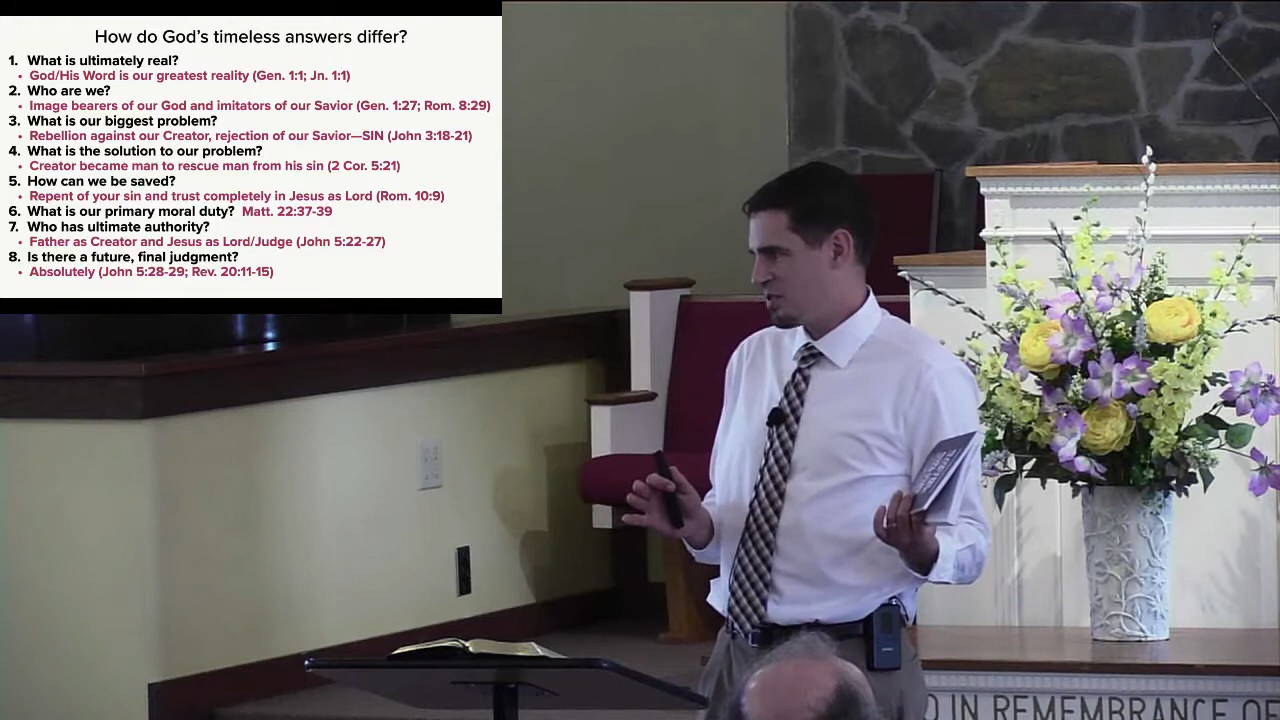 How do God's timeless answers differ?
1. What is ultimately real?
• God/His Word is our greatest reality (Gen. 1:1; Jn. 1:1)
2. Who are we?
• Image bearers of our God and imitators of our Savior (Gen. 1:27; Rom. 8:29)
3. What is our biggest problem?
• Rebellion against our Creator, rejection of our Savior—SIN (John 3:18-21)
4. What is the solution to our problem?
• Creator became man to rescue man from his sin (2 Cor. 5:21)
5. How can we be saved?
• Repent of your sin and trust completely in Jesus as Lord (Rom. 10:9)
6. What is our primary moral duty? Matt. 22:37-39
7. Who has ultimate authority?
• Father as Creator and Jesus as Lord/Judge (John 5:22-27)
8. Is there a future, final judgment?
• Absolutely (John 5:28-29; Rev. 20:11-15)
IN REMEMBRANCE OF